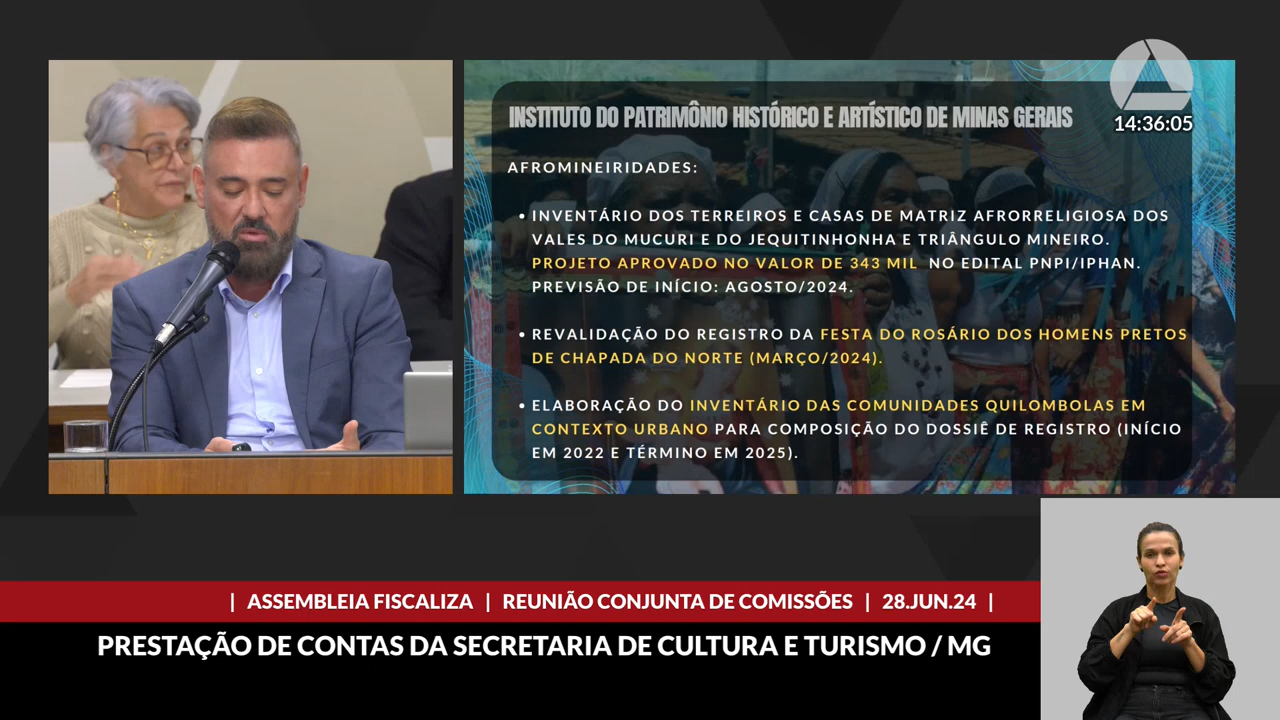 INSTITUTO DO PATRIMÔNIO HISTÓRICO E ARTÍSTICO DE MINAS GERAIS
14:36:05
AFROMINEIRIDADES:
• INVENTÁRIO DOS TERREIROS E CASAS DE MATRIZ AFRORRELIGIOSA DOS
VALES DO MUCURI E DO JEQUITINHONHA E TRIÂNGULO MINEIRO.
PROJETO APROVADO NO VALOR DE 343 MIL NO EDITAL PNPI/IPHAN.
PREVISÃO DE INÍCIO: AGOSTO/2024.
• REVALIDAÇÃO DO REGISTRO DA FESTA DO ROSÁRIO DOS HOMENS PRETOS
DE CHAPADA DO NORTE (MARÇO/2024).
• ELABORAÇÃO DO INVENTÁRIO DAS COMUNIDADES QUILOMBOLAS EM
CONTEXTO URBANO PARA COMPOSIÇÃO DO DOSSIÊ DE REGISTRO (INÍCIO
EM 2022 E TÉRMINO EM 2025).
| ASSEMBLEIA FISCALIZA | REUNIÃO CONJUNTA DE COMISSÕES | 28.JUN.24 |
PRESTAÇÃO DE CONTAS DA SECRETARIA DE CULTURA E TURISMO / MG